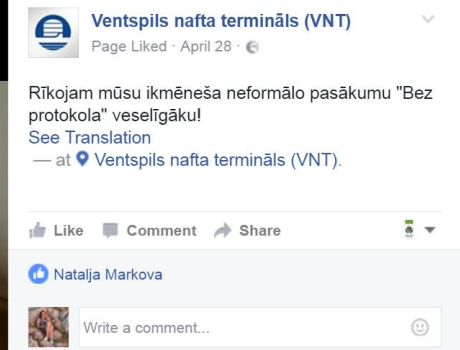 Ventspils nafta termināls (VNT)
Page Liked · April 28 ·
Rīkojam mūsu ikmēneša neformālo pasākumu "Bez
protokola" veselīgāku!
See Translation
— at Ventspils nafta termināls (VNT).
Like Comment Share
Natalja Markova
Write a comment...